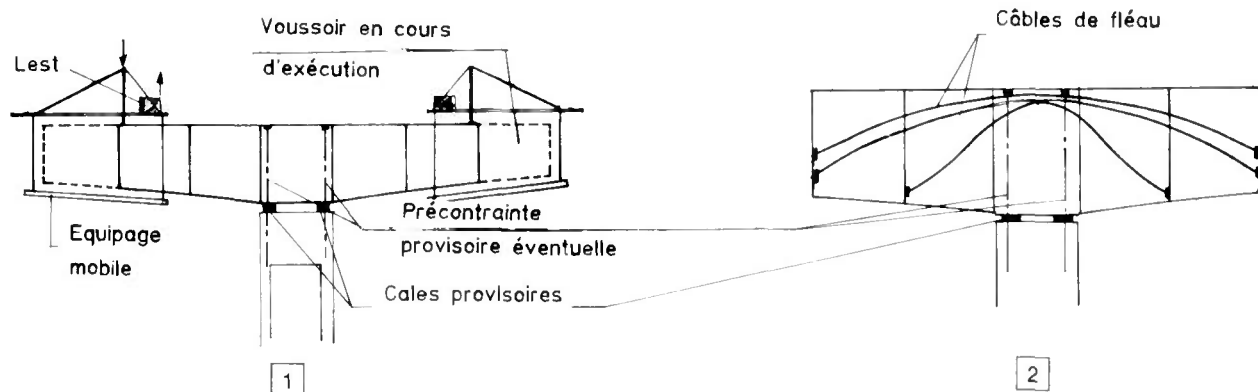 Voussoir en cours
d'exécution
Lest
Câbles de fléau
Equipage
mobile
Précontrainte
provisoire éventuelle
Cales provisoires
1
2